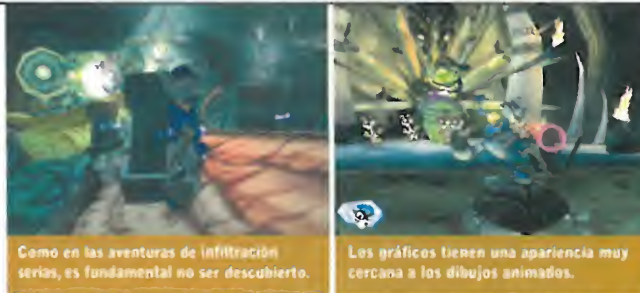 Como en las aventuras de infiltración
serias, es fundamental no ser descubierto.
Los gráficos tienen una apariencia muy
cercana a los dibujos animados.